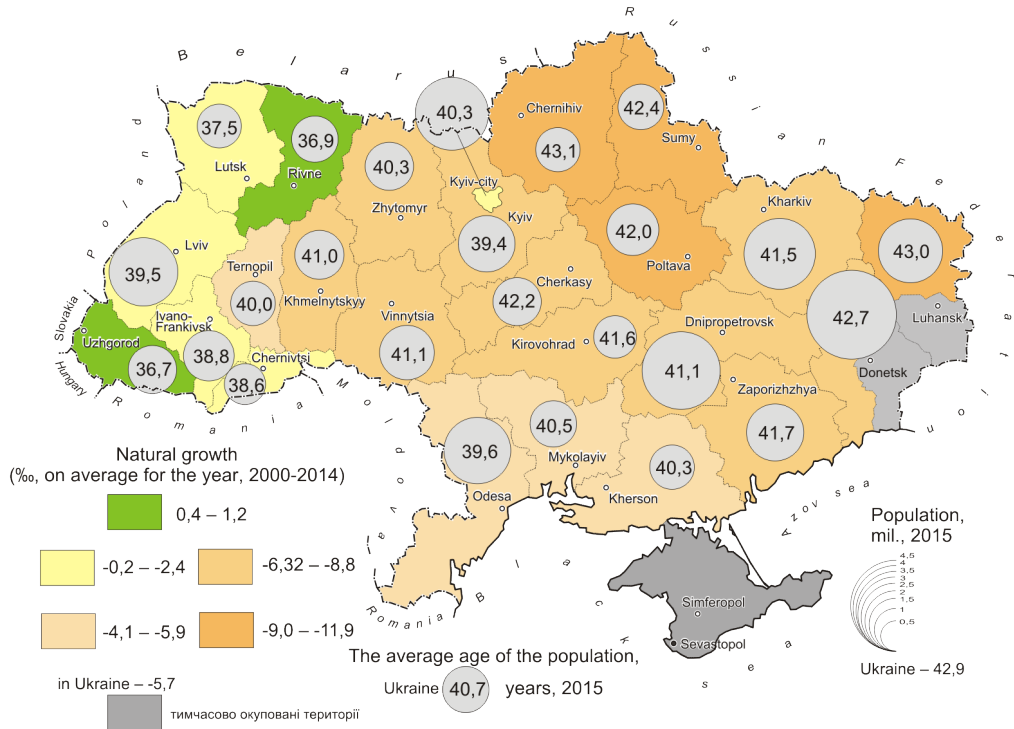 Belarus
Russian Federation
Poland
Slovakia
Hungary
Romania
Moldova
Romania
Black sea
Azov sea
37,5
Lutsk
36,9
Rivne
40,3
Zhytomyr
40,3
Kyiv-city
Kyiv
39,4
Chernihiv
43,1
42,4
Sumy
Lviv
39,5
Ternopil
40,0
41,0
Khmelnytskyy
Vinnytsia
41,1
Cherkasy
42,2
42,0
Poltava
Kharkiv
41,5
43,0
Luhansk
42,7
Donetsk
Uzhgorod
36,7
Ivano-
Frankivsk
38,8
Chernivtsi
38,6
Kirovohrad
41,6
Dnipropetrovsk
41,1
Zaporizhzhya
41,7
39,6
Odesa
40,5
Mykolayiv
40,3
Kherson
Simferopol
Sevastopol
Natural growth
(‰, on average for the year, 2000-2014)
0,4 – 1,2
-0,2 – -2,4
-6,32 – -8,8
-4,1 – -5,9
-9,0 – -11,9
in Ukraine – -5,7
тимчасово окуповані території
The average age of the population,
Ukraine 40,7 years, 2015
Population,
mil., 2015
4,5
4
3,5
3
2,5
2
1,5
1
0,5
Ukraine – 42,9